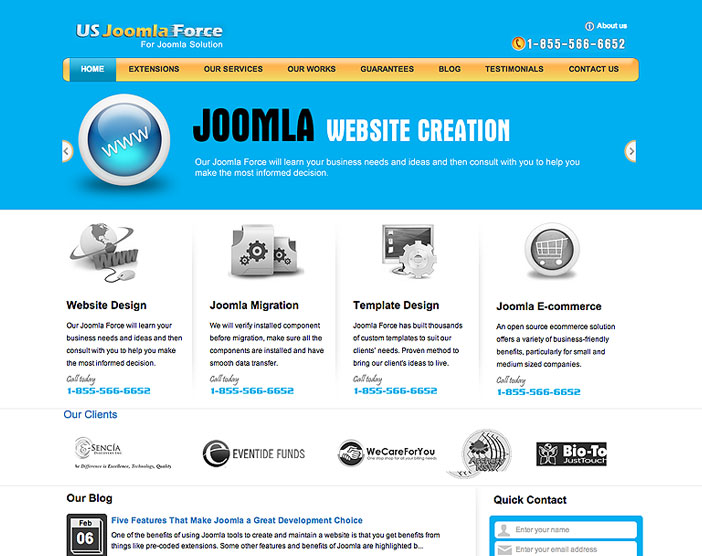 US Joomla Force
For Joomla Solution
About us
1-855-566-6652
HOME EXTENSIONS OUR SERVICES OUR WORKS GUARANTEES BLOG TESTIMONIALS CONTACT US
WWW
JOOMLA WEBSITE CREATION
Our Joomla Force will learn your business needs and ideas and then consult with you to help you
make the most informed decision.
WWW
Website Design
Our Joomla Force will learn your
business needs and ideas and then
consult with you to help you make
the most informed decision.
Call today
1-855-566-6652
Joomla Migration
We will verify installed component
before migration, make sure all the
components are installed and have
smooth data transfer.
Call today
1-855-566-6652
Template Design
Joomla Force has built thousands
of custom templates to suit our
clients' needs. Proven method to
bring our client's ideas to live.
Call today
1-855-566-6652
Joomla E-commerce
An open source ecommerce solution
offers a variety of business-friendly
benefits, particularly for small and
medium sized companies.
Call today
1-855-566-6652
Our Clients
SENCÍA
he Difference is Excellence, Technology, Quality
EVENTIDE FUNDS
WeCareForYou
One stop shop for all your billing needs
Bio-To
JustTouch
Our Blog
Feb
06
Five Features That Make Joomla a Great Development Choice
One of the benefits of using Joomla tools to create and maintain a website is that you get benefits from
things like pre-coded extensions. Some other features and benefits of Joomla are highlighted b...
Quick Contact
Enter your name
Enter your email address